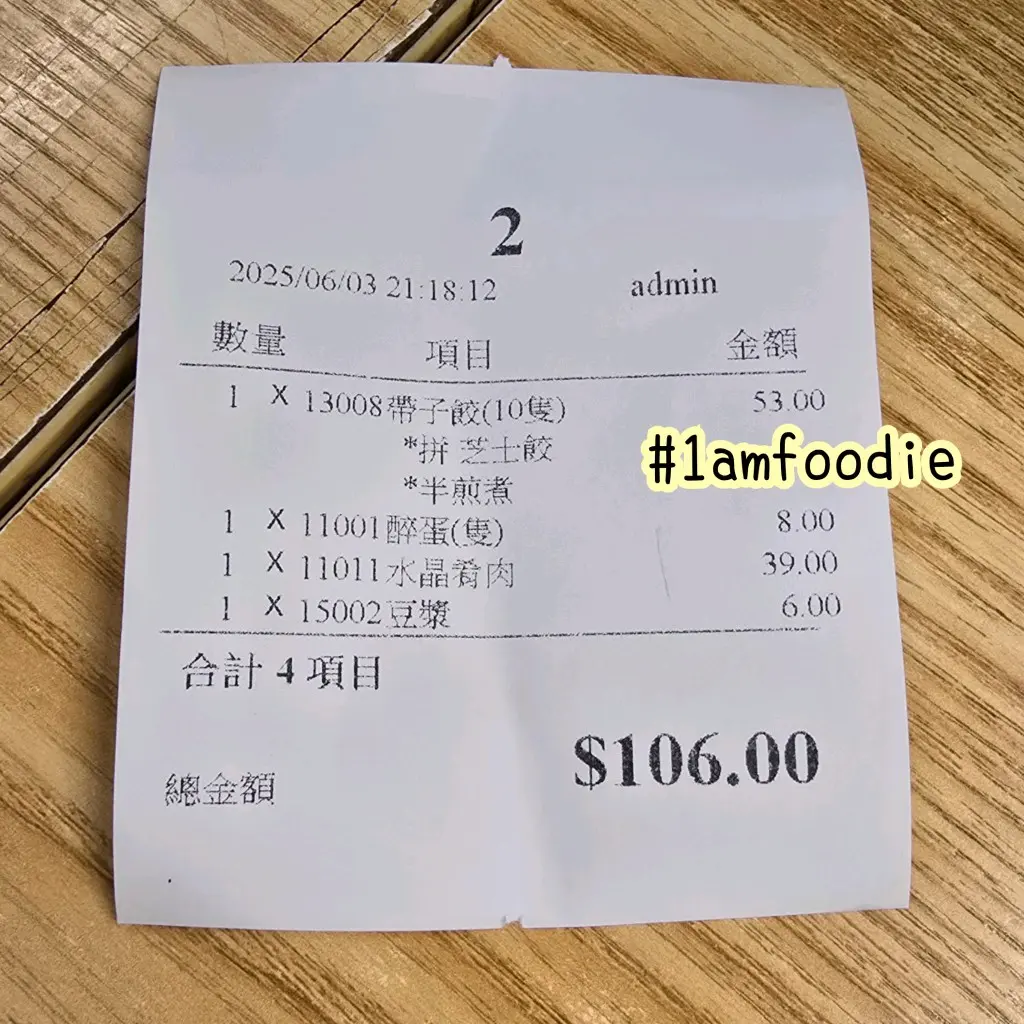 2
2025/06/03 21:18:12 admin
數量 項目 金額
1 X 13008帶子餃(10隻) 53.00
*拼 芝士餃
#1amfoodie
*半煎煮
1 X 11001醉蛋(隻) 8.00
1 X 11011水晶肴肉 39.00
1 X 15002豆漿 6.00
合計 4 項目
$106.00
總金額